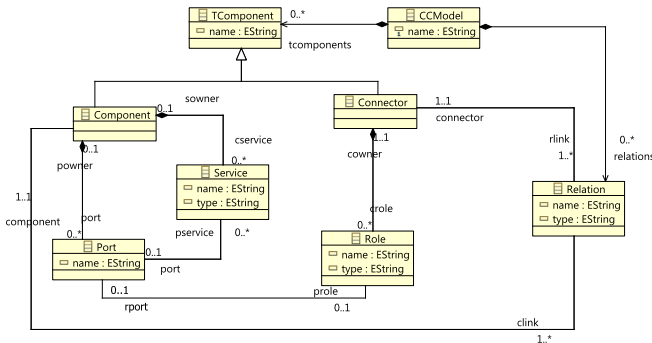 TComponent
name : EString
0..*
tcomponents
CCModel
name : EString
sowner
Component
0..1
cservice
0..*
0..1
powner
Service
name : EString
type : EString
pservice
0..*
1..1
component
port
0..*
Port
name : EString
0..1
port
0..1
rport
Connector
1..1
connector
1..1
cowner
crole
0..*
Role
name : EString
type : EString
prole
0..1
rlink
1..*
0..*
relations
Relation
name : EString
type : EString
clink
1..*